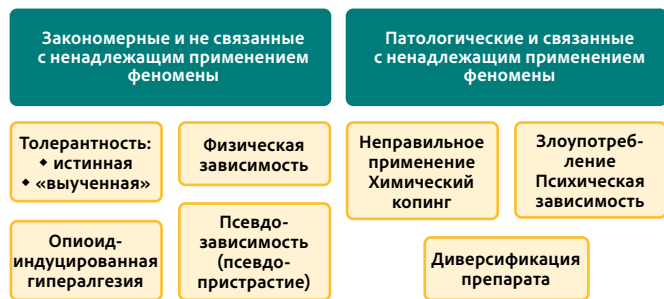 Закономерные и не связанные
с ненадлежащим применением
феномены
Патологические и связанные
с ненадлежащим применением
феномены
Толерантность:
◆ истинная
◆ «выученная»
Физическая
зависимость
Опиоид-
индуцированная
гипералгезия
Псевдо-
зависимость
(псевдо-
пристрастие)
Неправильное
применение
Химический
копинг
Злоупотреб-
ление
Психическая
зависимость
Диверсификация
препарата